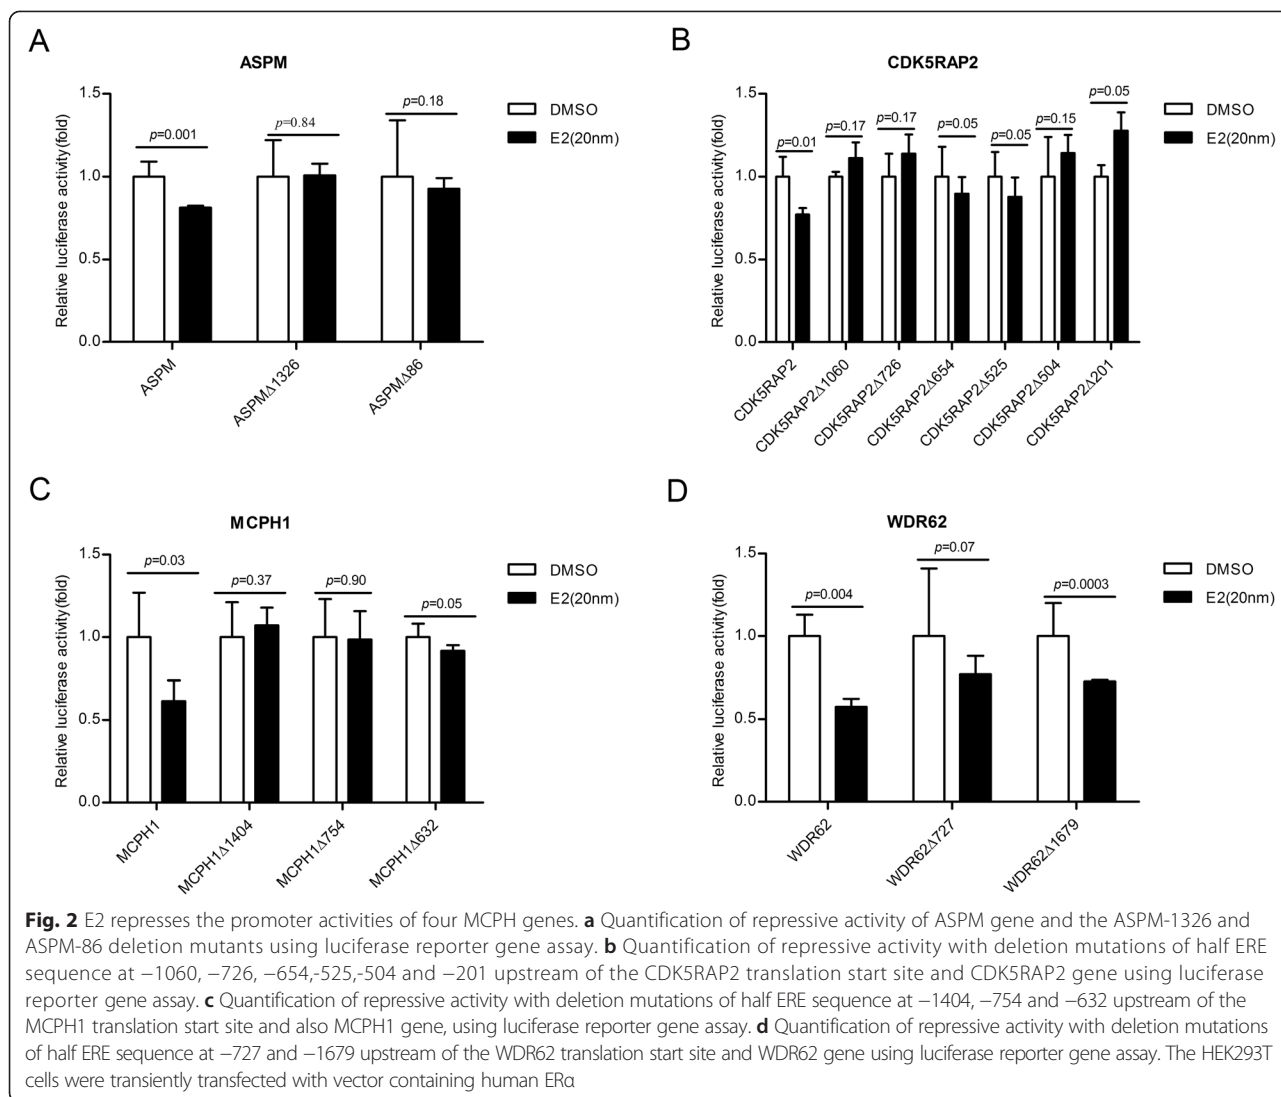 A
ASPM
Relative luciferase activity (fold)
1.5
1.0
0.5
0.0
p=0.001
p=0.84
p=0.18
DMSO
E2(20nm)
ASPM
ASPMΔ1326
ASPMΔ86
B
CDK5RAP2
Relative luciferase activity (fold)
1.5
1.0
0.5
0.0
p=0.01
p=0.17
p=0.17
p=0.05
p=0.05
p=0.15
p=0.05
DMSO
E2(20nm)
CDK5RAP2
CDK5RAP2Δ1060
CDK5RAP2Δ726
CDK5RAP2Δ654
CDK5RAP2Δ525
CDK5RAP2Δ504
CDK5RAP2Δ201
C
MCPH1
Relative luciferase activity (fold)
1.5
1.0
0.5
0.0
p=0.03
p=0.37
p=0.90
p=0.05
DMSO
E2(20nm)
MCPH1
MCPH1Δ1404
MCPH1Δ754
MCPH1Δ632
D
WDR62
Relative luciferase activity (fold)
1.5
1.0
0.5
0.0
p=0.004
p=0.07
p=0.0003
DMSO
E2(20nm)
WDR62
WDR62Δ727
WDR62Δ1679
Fig. 2 E2 represses the promoter activities of four MCPH genes. a Quantification of repressive activity of ASPM gene and the ASPM-1326 and
ASPM-86 deletion mutants using luciferase reporter gene assay. b Quantification of repressive activity with deletion mutations of half ERE
sequence at −1060, −726, −654,-525,-504 and −201 upstream of the CDK5RAP2 translation start site and CDK5RAP2 gene using luciferase
reporter gene assay. c Quantification of repressive activity with deletion mutations of half ERE sequence at −1404, −754 and −632 upstream of the
MCPH1 translation start site and also MCPH1 gene, using luciferase reporter gene assay. d Quantification of repressive activity with deletion mutations
of half ERE sequence at −727 and −1679 upstream of the WDR62 translation start site and WDR62 gene using luciferase reporter gene assay. The HEK293T
cells were transiently transfected with vector containing human ERα